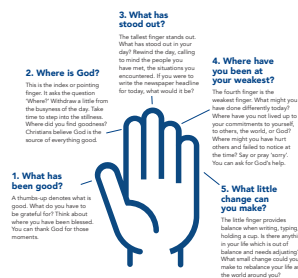 3. What has
stood out?
The tallest finger stands out.
What has stood out in your
day? Rewind the day, calling
to mind the people you
have met, the situations you
encountered. If you were to
write the newspaper headline
for today, what would it be?
2. Where is God?
This is the index or pointing
finger. It asks the question
'Where?' Withdraw a little from
the busyness of the day. Take
time to step into the stillness.
Where did you find goodness?
Christians believe God is the
source of everything good.
4. Where have
you been at
your weakest?
The fourth finger is the
weakest finger. What might you
have done differently today?
Where have you not lived up to
your commitments to yourself,
to others, the world, or God?
Where might you have hurt
others and failed to notice at
the time? Say or pray 'sorry'.
You can ask for God's help.
1. What has
been good?
A thumbs-up denotes what is
good. What do you have to
be grateful for? Think about
where you have been blessed.
You can thank God for those
moments.
5. What little
change can
you make?
The little finger provides
balance when writing, typing,
holding a cup. Is there anythi
in your life which is out of
balance and needs adjusting
What small change could you
make to rebalance your life a
the world around you?